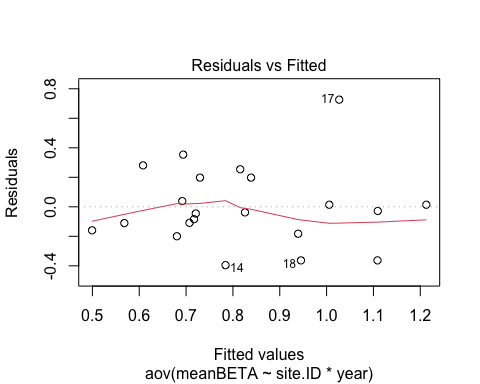 Residuals vs Fitted
Residuals
0.8
0.4
0.0
-0.4
17
14
18
0.5 0.6 0.7 0.8 0.9 1.0 1.1 1.2
Fitted values
aov(meanBETA ~ site.ID * year)